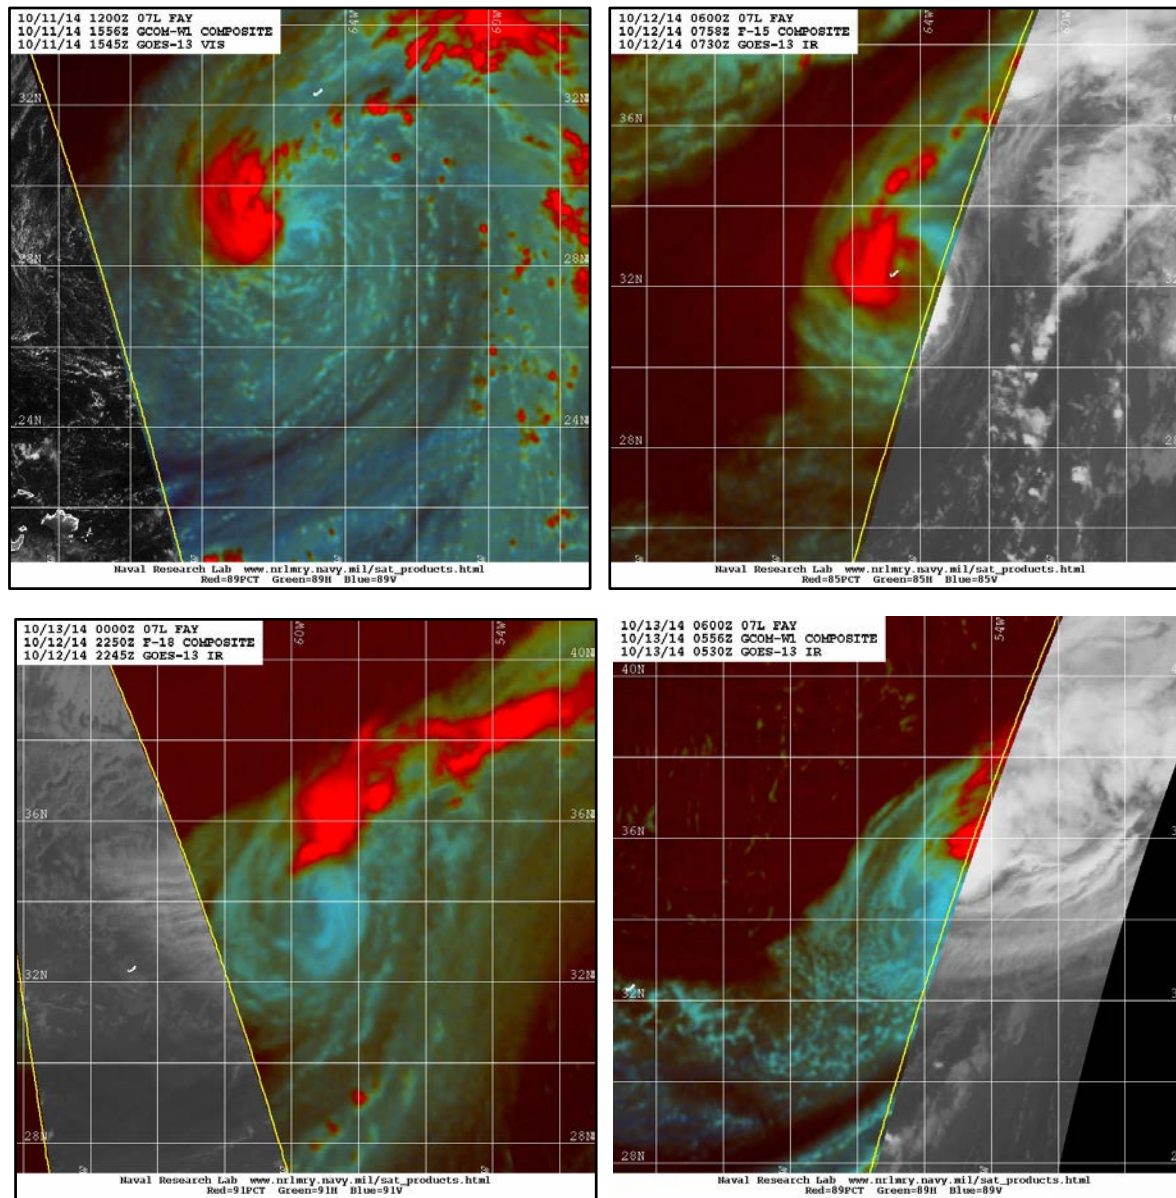 10/11/14 1200Z 07L FAY
10/11/14 1556Z GCOM-W1 COMPOSITE
10/11/14 1545Z GOES-13 VIS
64W
60W
32N
32N
28N
28N
24N
24N
Naval Research Lab www.nrlmry.navy.mil/sat_products.html
Red=89PCT Green=89H Blue=89V
10/12/14 0600Z 07L FAY
10/12/14 0758Z F-15 COMPOSITE
10/12/14 0730Z GOES-13 IR
64W
60W
36N
32N
28N
Naval Research Lab www.nrlmry.navy.mil/sat_products.html
Red=85PCT Green=85H Blue=85V
10/13/14 0000Z 07L FAY
10/12/14 2250Z F-18 COMPOSITE
10/12/14 2245Z GOES-13 IR
60W
54W
40N
36N
36N
32N
32N
28N
28N
Naval Research Lab www.nrlmry.navy.mil/sat_products.html
Red=91PCT Green=91H Blue=91V
10/13/14 0600Z 07L FAY
10/13/14 0556Z GCOM-W1 COMPOSITE
10/13/14 0530Z GOES-13 IR
54W
40N
36N
32N
28N
Naval Research Lab www.nrlmry.navy.mil/sat_products.html
Red=89PCT Green=89H Blue=89V